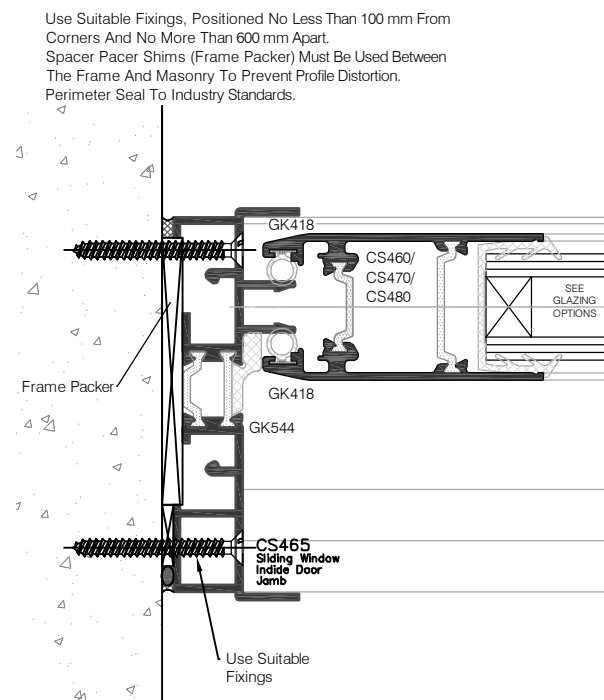 Use Suitable Fixings, Positioned No Less Than 100 mm From
Corners And No More Than 600 mm Apart.
Spacer Pacer Shims (Frame Packer) Must Be Used Between
The Frame And Masonry To Prevent Profile Distortion.
Perimeter Seal To Industry Standards.
GK418
CS460/
CS470/
CS480
SEE
GLAZING
OPTIONS
Frame Packer
GK418
GK544
CS465
Sliding Window
Indide Door
Jamb
Use Suitable
Fixings